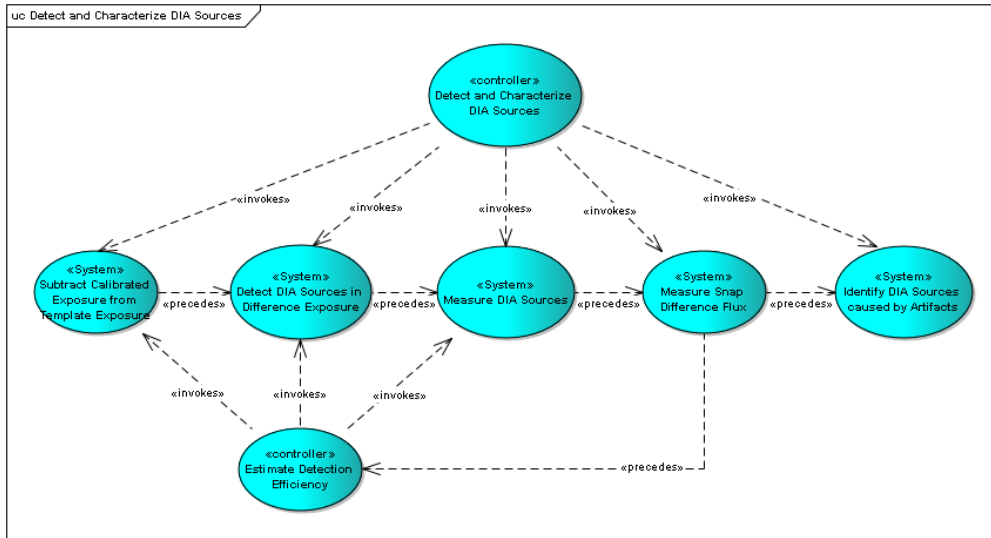 uc Detect and Characterize DIA Sources
«controller»
Detect and Characterize
DIA Sources
«invokes»
«invokes»
«invokes»
«invokes»
«invokes»
«System»
Subtract Calibrated
Exposure from
Template Exposure
«precedes»
«System»
Detect DIA Sources in
Difference Exposure
«precedes»
«System»
Measure DIA Sources
«precedes»
«System»
Measure Snap
Difference Flux
«precedes»
«System»
Identify DIA Sources
caused by Artifacts
«invokes»
«invokes»
«invokes»
«controller»
Estimate Detection
Efficiency
«precedes»